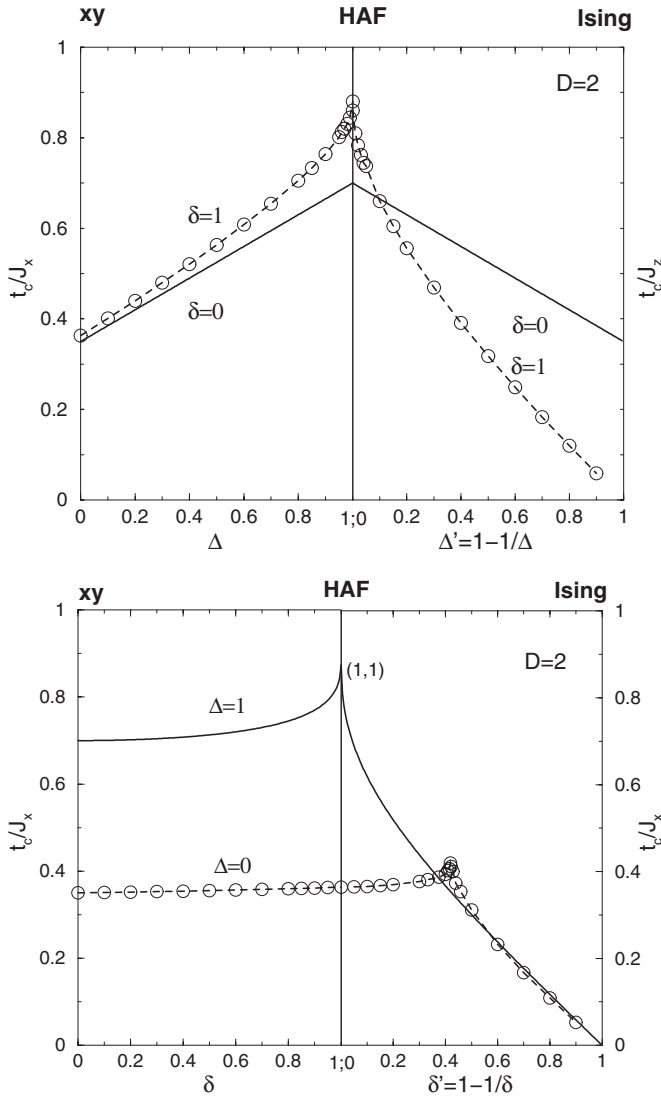 xy HAF Ising
D=2
1
0.8
0.6
0.4
0.2
0
t_c/J_x
t_c/J_z
δ=1
δ=0
δ=0
δ=1
0 0.2 0.4 0.6 0.8 1;0 0.2 0.4 0.6 0.8 1
Δ Δ'=1−1/Δ
xy HAF Ising
D=2
(1,1)
1 1
0.8 0.8
0.6 0.6
0.4 0.4
0.2 0.2
0 0
t_c/J_x
t_c/J_x
Δ=1
Δ=0
0 0.2 0.4 0.6 0.8 1;0 0.2 0.4 0.6 0.8 1
δ δ'=1−1/δ